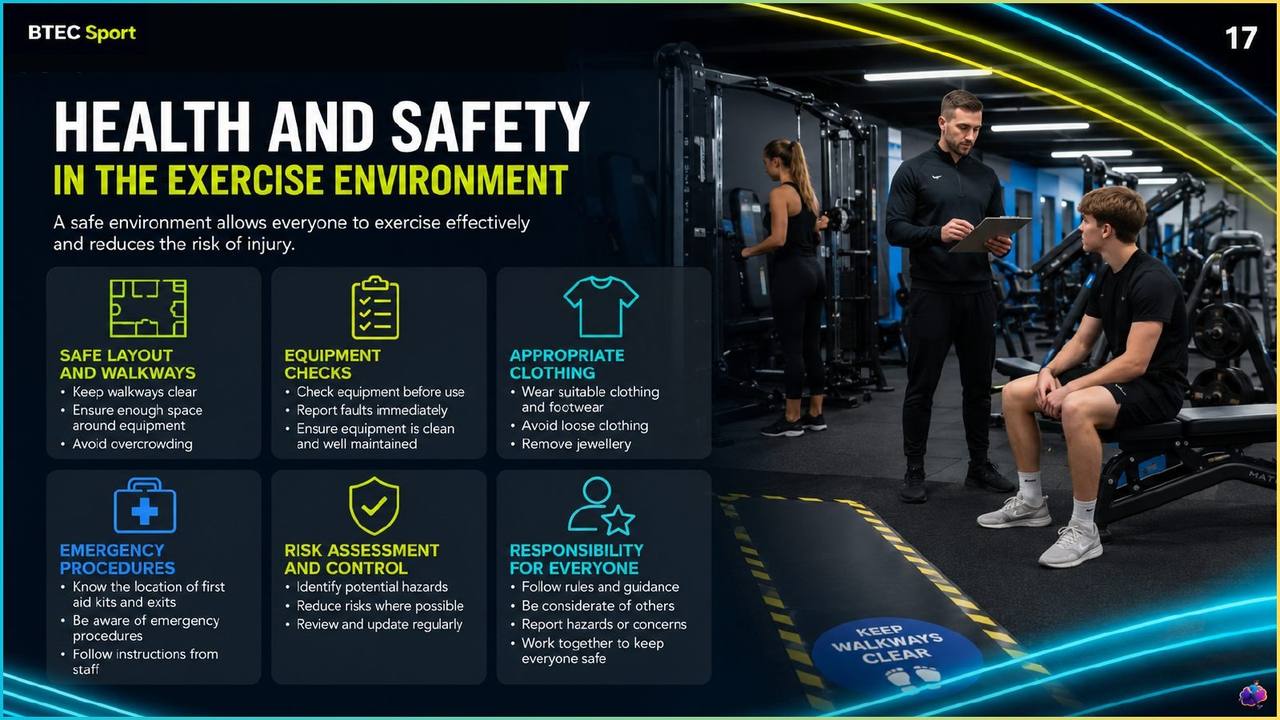 BTEC Sport
17
HEALTH AND SAFETY
IN THE EXERCISE ENVIRONMENT
A safe environment allows everyone to exercise effectively
and reduces the risk of injury.
SAFE LAYOUT
AND WALKWAYS
• Keep walkways clear
• Ensure enough space
around equipment
• Avoid overcrowding
EQUIPMENT
CHECKS
• Check equipment before use
• Report faults immediately
• Ensure equipment is clean
and well maintained
APPROPRIATE
CLOTHING
• Wear suitable clothing
and footwear
• Avoid loose clothing
• Remove jewellery
EMERGENCY
PROCEDURES
• Know the location of first
aid kits and exits
• Be aware of emergency
procedures
• Follow instructions from
staff
RISK ASSESSMENT
AND CONTROL
• Identify potential hazards
• Reduce risks where possible
• Review and update regularly
RESPONSIBILITY
FOR EVERYONE
• Follow rules and guidance
• Be considerate of others
• Report hazards or concerns
• Work together to keep
everyone safe
KEEP
WALKWAYS
CLEAR